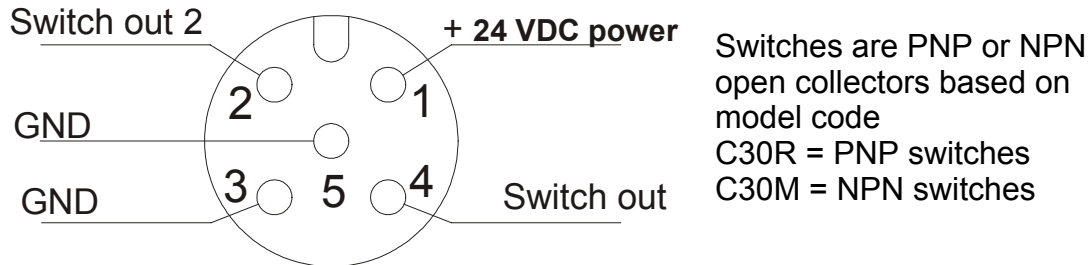 Switch out 2
+ 24 VDC power
2
1
GND
3
5
4
GND
Switch out
Switches are PNP or NPN
open collectors based on
model code
C30R = PNP switches
C30M = NPN switches